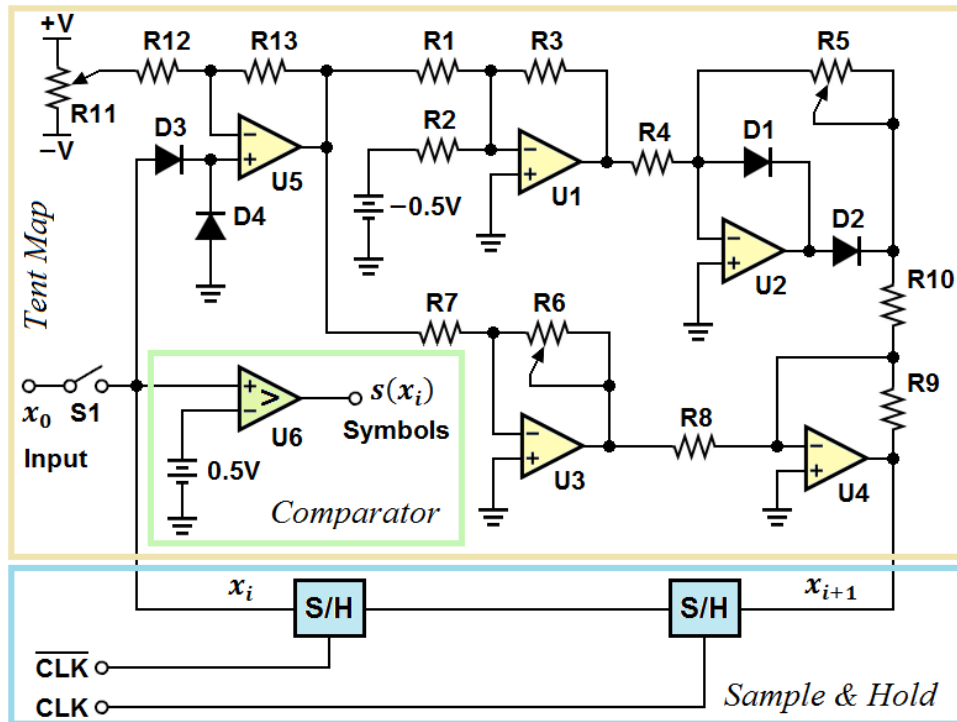 +V
R12
R13
R1
R3
R5
R11
−V
R2
D3
U5
−0.5V
U1
R4
D1
D4
D2
U2
R10
Tent Map
R7
R6
x₀
S1
Input
U6
s(xᵢ)
Symbols
0.5V
Comparator
U3
R8
R9
U4
xᵢ
S/H
S/H
xᵢ₊₁
C̅L̅K̅
CLK
Sample & Hold